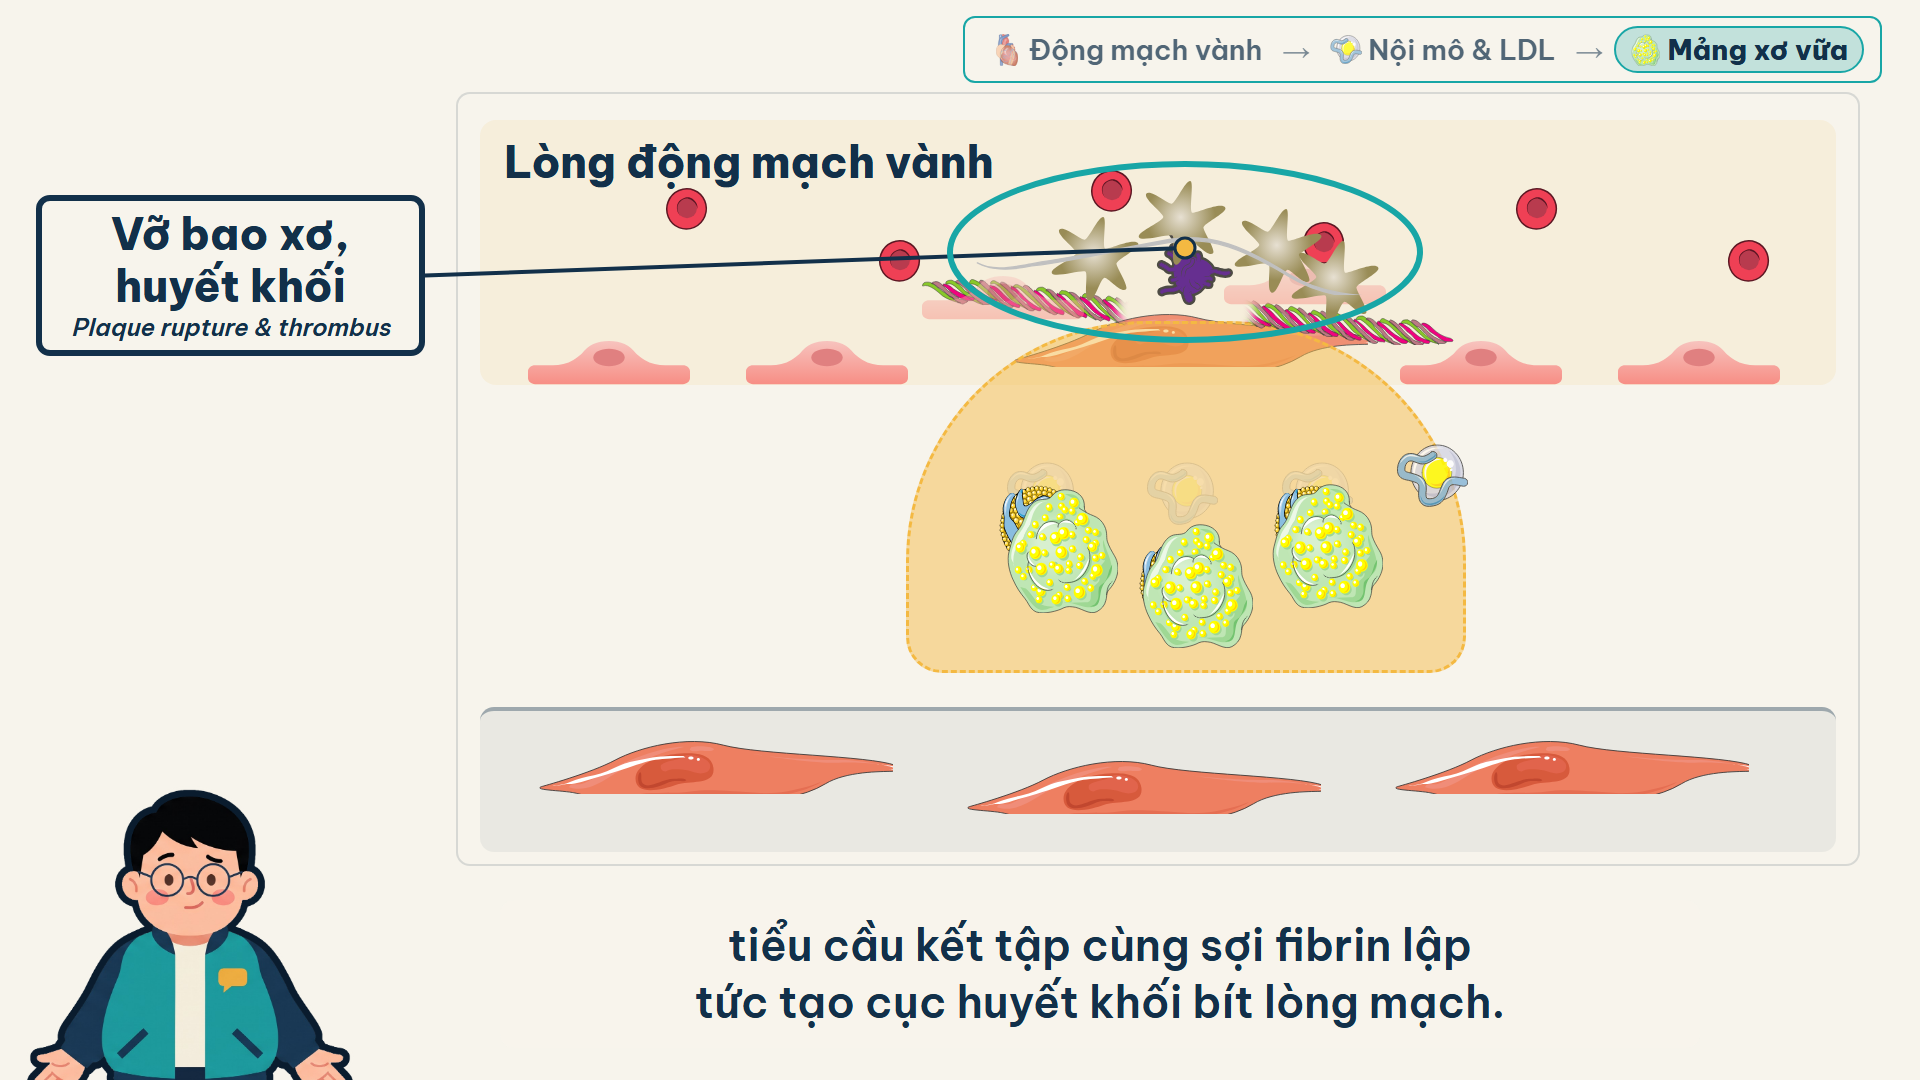 Động mạch vành → Nội mô & LDL → Mảng xơ vữa
Lòng động mạch vành
Vỡ bao xơ,
huyết khối
Plaque rupture & thrombus
tiểu cầu kết tập cùng sợi fibrin lập
tức tạo cục huyết khối bít lòng mạch.